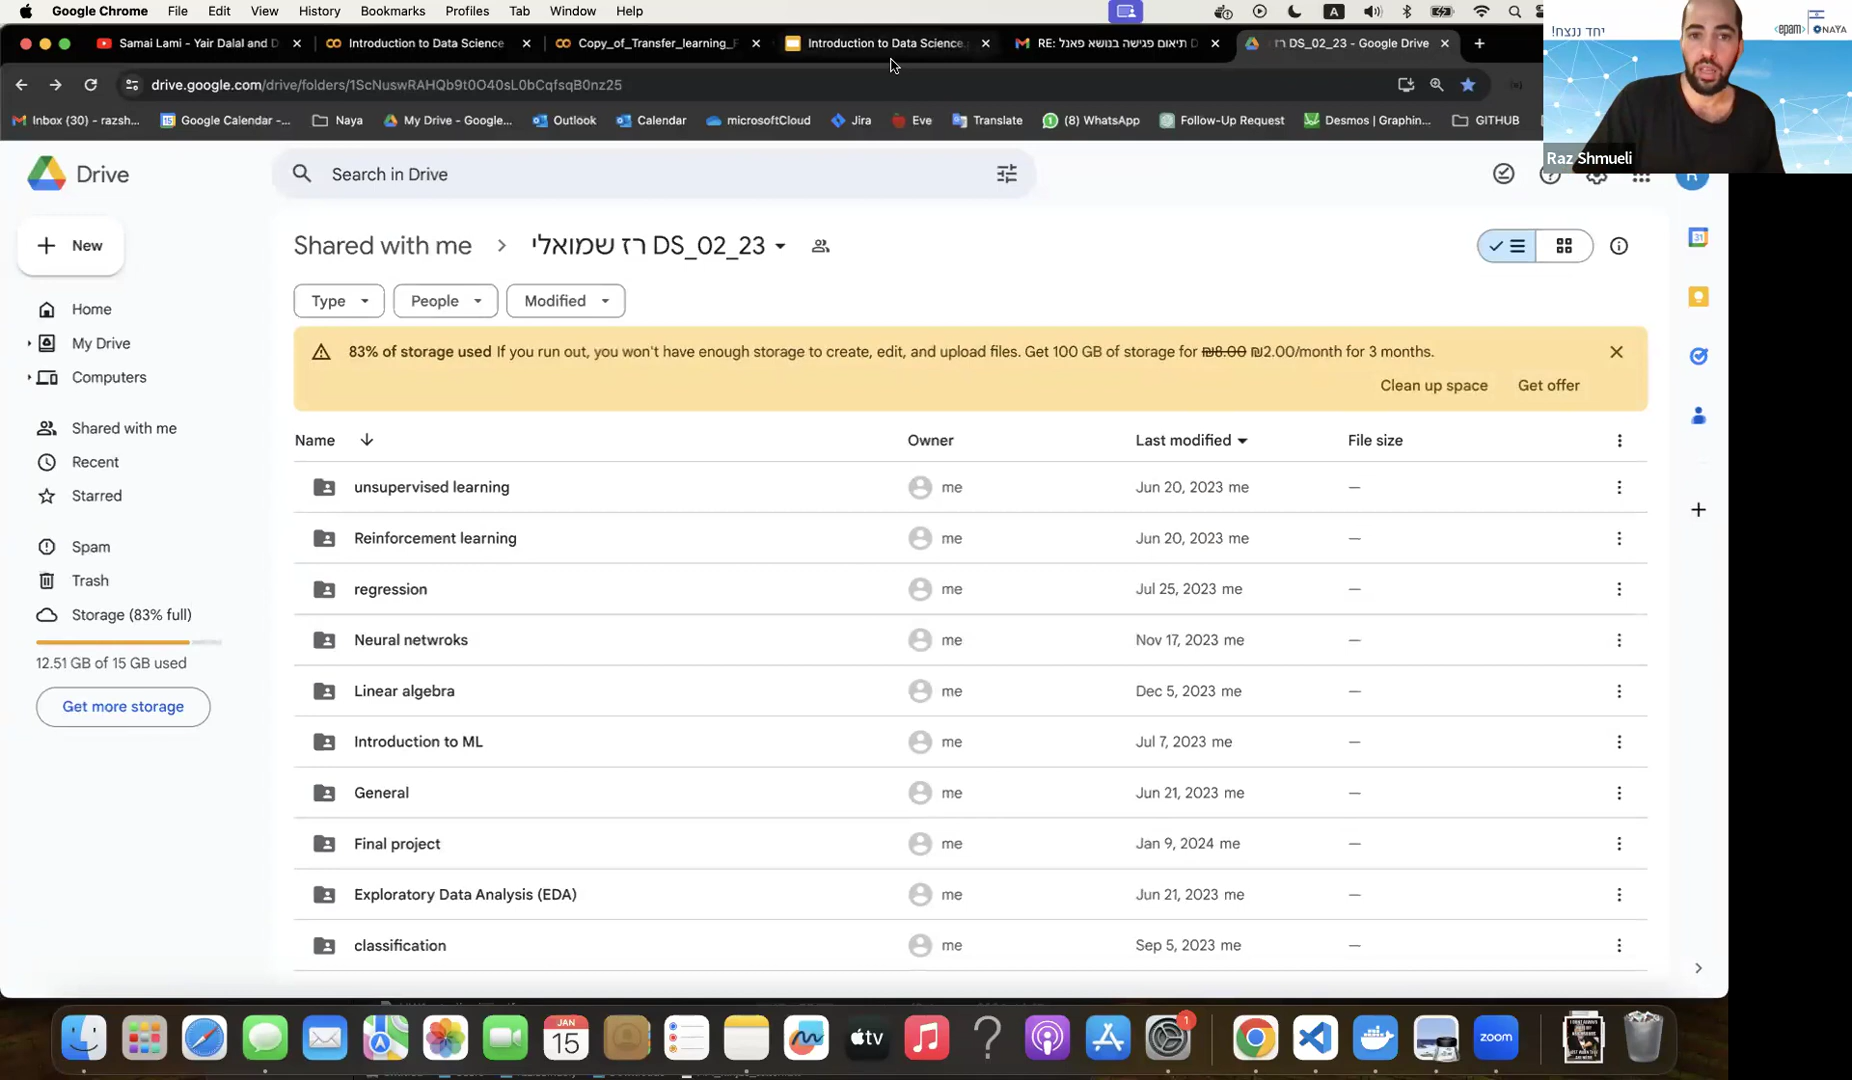 Google Chrome File Edit View History Bookmarks Profiles Tab Window Help
Samai Lami - Yair Dalal and D
Introduction to Data Science
Copy_of_Transfer_learning_F
Introduction to Data Science.
RE: תיאום פגישה בנושא פאנל D
רז DS_02_23 - Google Drive
drive.google.com/drive/folders/1ScNuswRAHQb9t0O40sL0bCqfsqB0nz25
Inbox (30) - razsh...
Google Calendar -...
Naya
My Drive - Google...
Outlook
Calendar
microsoftCloud
Jira
Eve
Translate
(8) WhatsApp
Follow-Up Request
Desmos | Graphin...
GITHUB
יחד ננצח!
epam
NAYA
Raz Shmueli
Drive
Search in Drive
New
Home
My Drive
Computers
Shared with me
Recent
Starred
Spam
Trash
Storage (83% full)
12.51 GB of 15 GB used
Get more storage
Shared with me
רז שמואלי DS_02_23
Type People Modified
83% of storage used If you run out, you won't have enough storage to create, edit, and upload files. Get 100 GB of storage for ₪8.00 ₪2.00/month for 3 months.
Clean up space Get offer
Name Owner Last modified File size
unsupervised learning me Jun 20, 2023 me —
Reinforcement learning me Jun 20, 2023 me —
regression me Jul 25, 2023 me —
Neural netwroks me Nov 17, 2023 me —
Linear algebra me Dec 5, 2023 me —
Introduction to ML me Jul 7, 2023 me —
General me Jun 21, 2023 me —
Final project me Jan 9, 2024 me —
Exploratory Data Analysis (EDA) me Jun 21, 2023 me —
classification me Sep 5, 2023 me —
31
JAN
15
tv
1
zoom